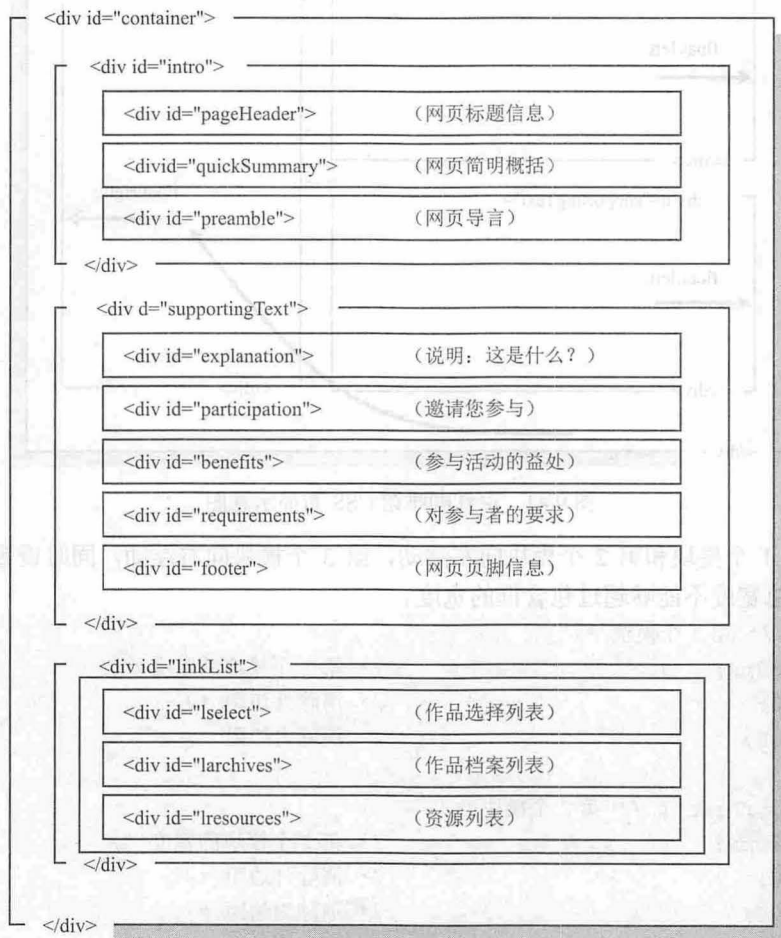 <div id="container">
<div id="intro">
<div id="pageHeader"> （网页标题信息）
<divid="quickSummary"> （网页简明概括）
<div id="preamble"> （网页导言）
</div>
<div d="supportingText">
<div id="explanation"> （说明：这是什么？）
<div id="participation"> （邀请您参与）
<div id="benefits"> （参与活动的益处）
<div id="requirements"> （对参与者的要求）
<div id="footer"> （网页页脚信息）
</div>
<div id="linkList">
<div id="lselect"> （作品选择列表）
<div id="larchives"> （作品档案列表）
<div id="lresources"> （资源列表）
</div>
</div>